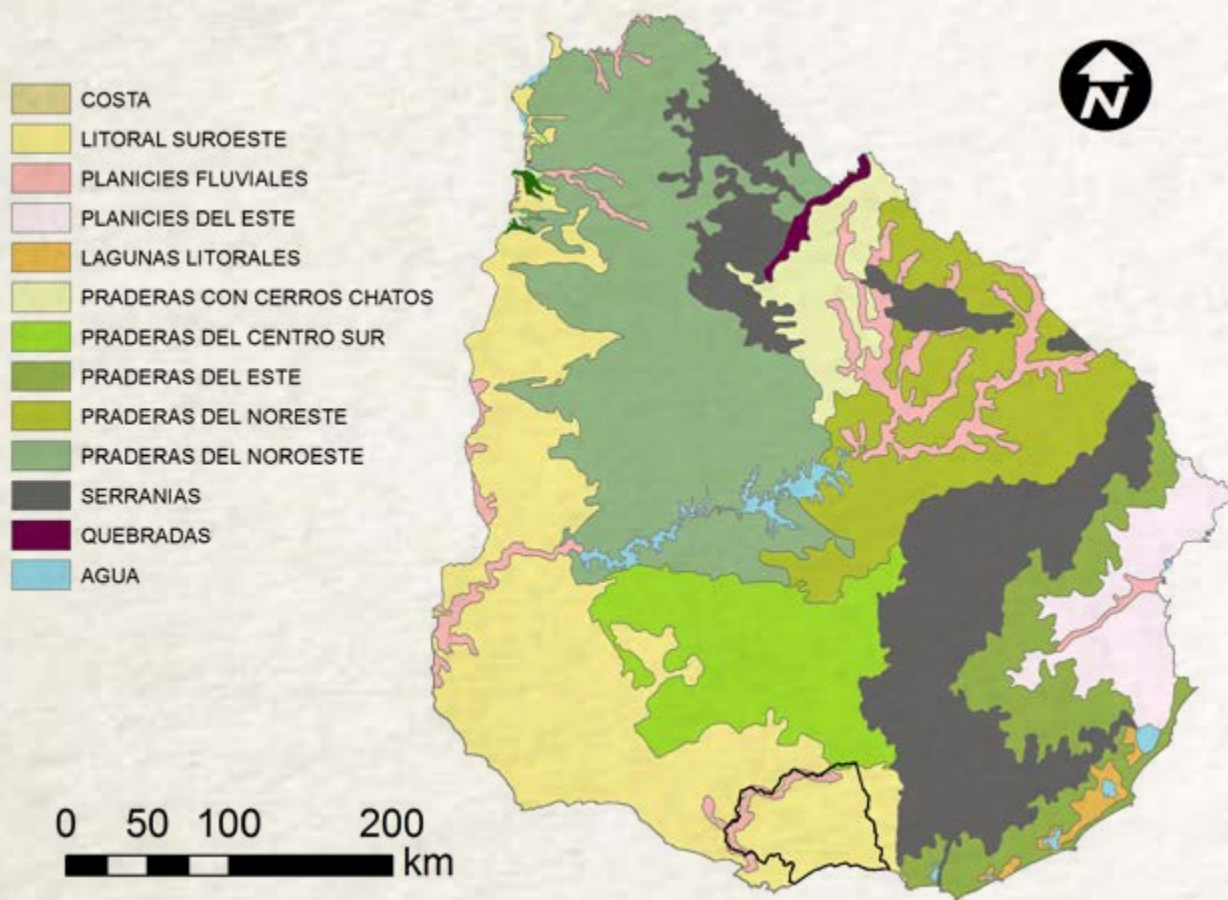 COSTA
LITORAL SUROESTE
PLANICIES FLUVIALES
PLANICIES DEL ESTE
LAGUNAS LITORALES
PRADERAS CON CERROS CHATOS
PRADERAS DEL CENTRO SUR
PRADERAS DEL ESTE
PRADERAS DEL NORESTE
PRADERAS DEL NOROESTE
SERRANIAS
QUEBRADAS
AGUA
N
0 50 100 200
km